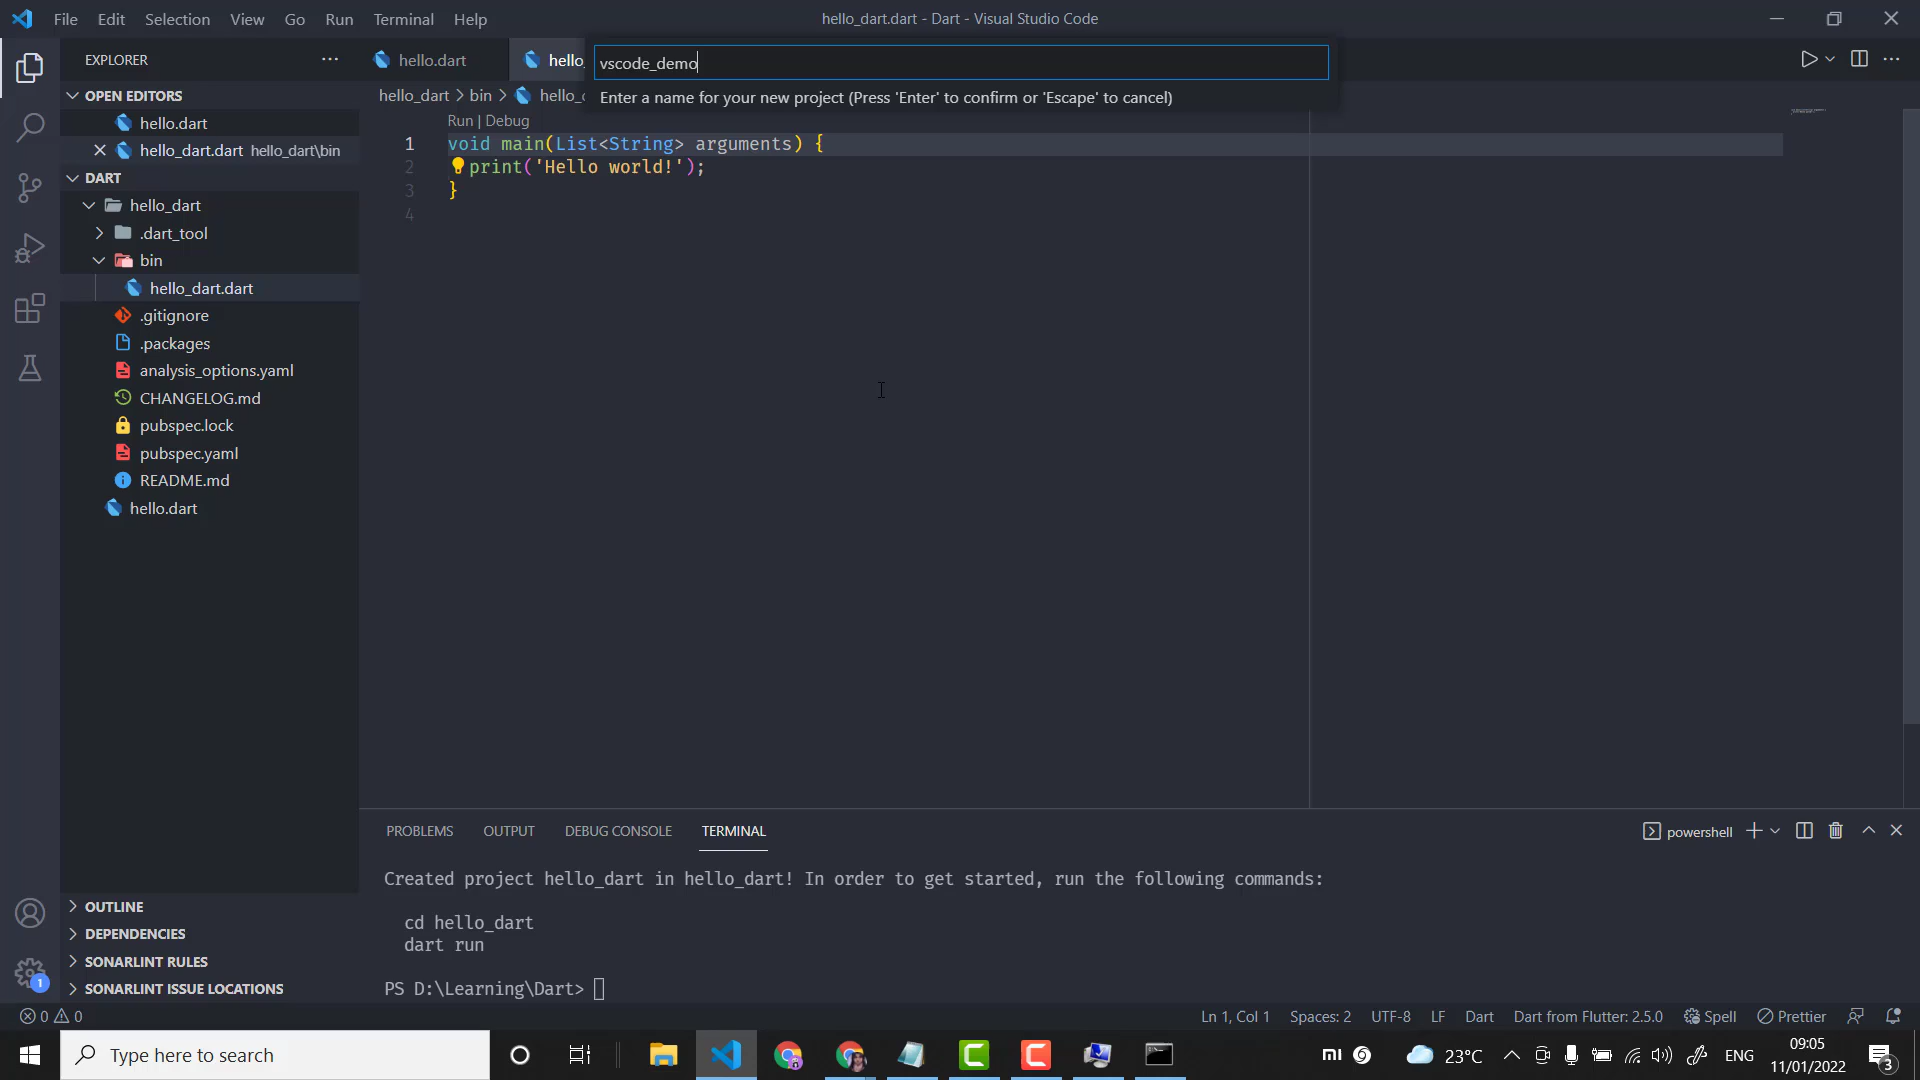 File Edit Selection View Go Run Terminal Help
hello_dart.dart - Dart - Visual Studio Code
EXPLORER
hello.dart
hello_
vscode_demo
Enter a name for your new project (Press 'Enter' to confirm or 'Escape' to cancel)
OPEN EDITORS
hello.dart
hello_dart.dart hello_dart\bin
DART
hello_dart
.dart_tool
bin
hello_dart.dart
.gitignore
.packages
analysis_options.yaml
CHANGELOG.md
pubspec.lock
pubspec.yaml
README.md
hello.dart
OUTLINE
DEPENDENCIES
SONARLINT RULES
SONARLINT ISSUE LOCATIONS
hello_dart > bin > hello_
Run | Debug
1 void main(List<String> arguments) {
2 print('Hello world!');
3 }
4
PROBLEMS OUTPUT DEBUG CONSOLE TERMINAL
powershell
Created project hello_dart in hello_dart! In order to get started, run the following commands:
cd hello_dart
dart run
PS D:\Learning\Dart>
1
0 0
Ln 1, Col 1 Spaces: 2 UTF-8 LF Dart Dart from Flutter: 2.5.0 Spell Prettier
Type here to search
23°C
ENG
09:05
11/01/2022
3